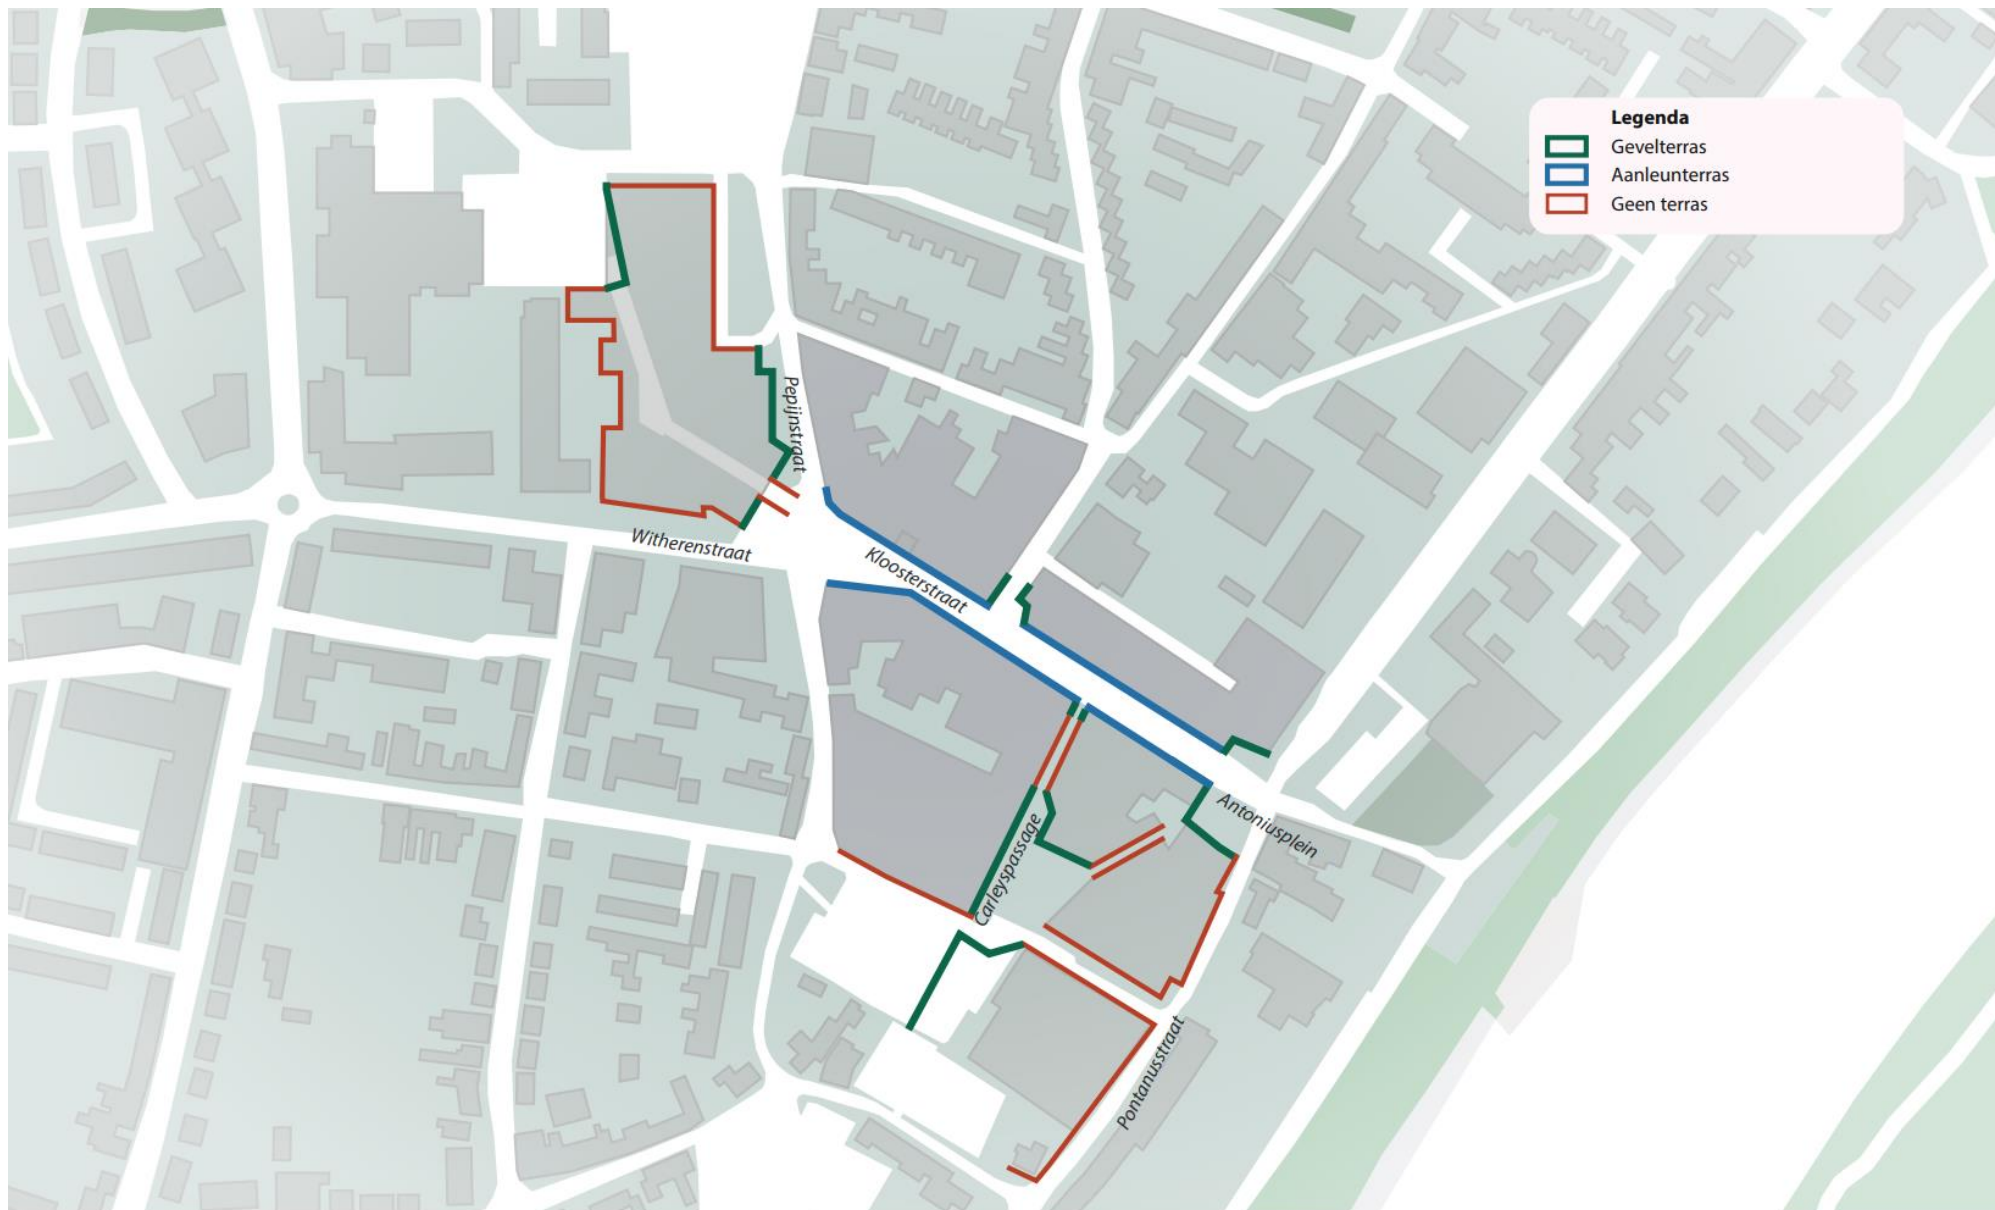 Legenda
Gevelterras
Aanleunterras
Geen terras
Pepijnstraat
Witherenstraat
Kloosterstraat
Antoniusplein
Carleyspassage
Pontanusstraat